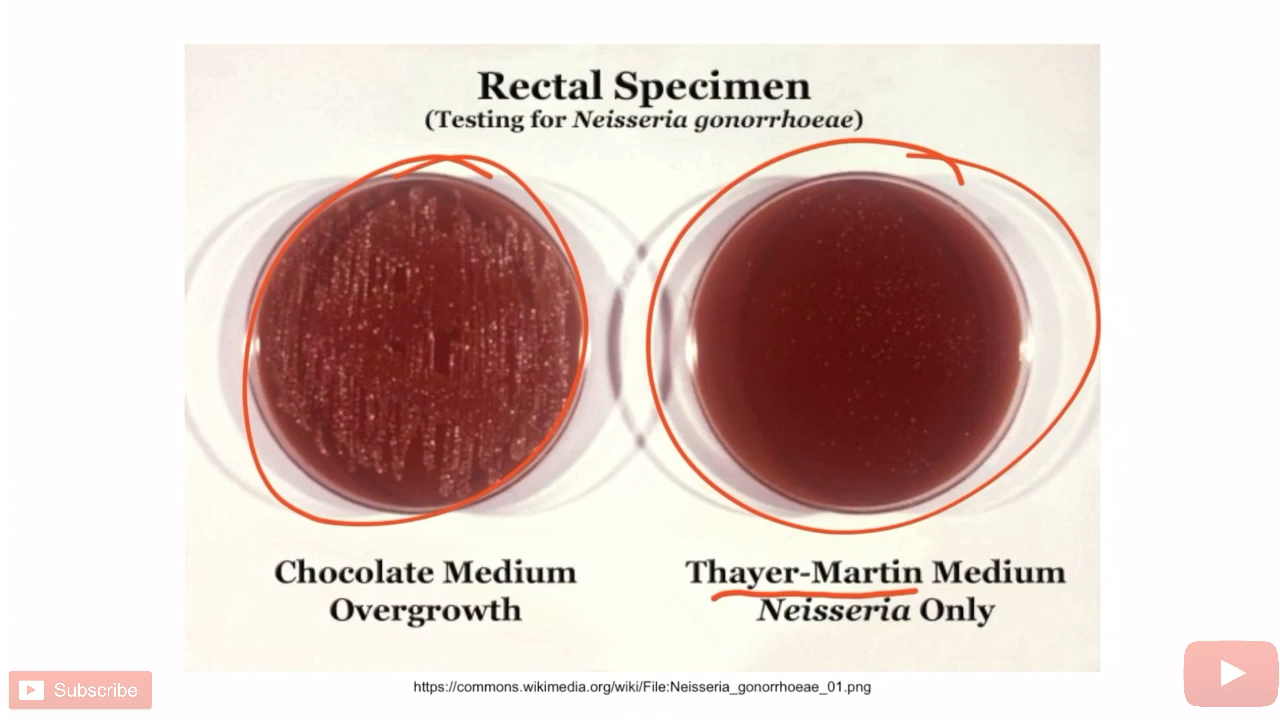 Rectal Specimen
(Testing for Neisseria gonorrhoeae)
Chocolate Medium
Overgrowth
Thayer-Martin Medium
Neisseria Only
Subscribe
https://commons.wikimedia.org/wiki/File:Neisseria_gonorrhoeae_01.png